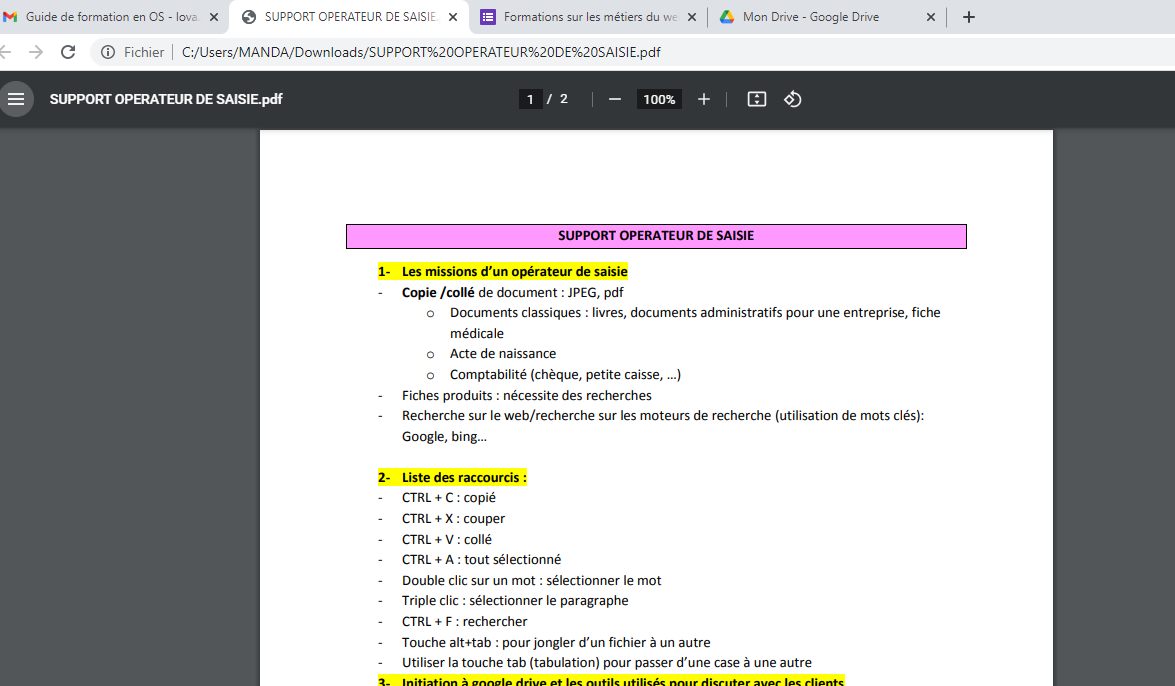 Guide de formation en OS - lova
SUPPORT OPERATEUR DE SAISIE
Formations sur les métiers du we
Mon Drive - Google Drive
Fichier
C:/Users/MANDA/Downloads/SUPPORT%20OPERATEUR%20DE%20SAISIE.pdf
SUPPORT OPERATEUR DE SAISIE.pdf
1 / 2
100%
SUPPORT OPERATEUR DE SAISIE
1- Les missions d’un opérateur de saisie
- Copie /collé de document : JPEG, pdf
o Documents classiques : livres, documents administratifs pour une entreprise, fiche
médicale
o Acte de naissance
o Comptabilité (chèque, petite caisse, …)
- Fiches produits : nécessite des recherches
- Recherche sur le web/recherche sur les moteurs de recherche (utilisation de mots clés):
Google, bing…
2- Liste des raccourcis :
- CTRL + C : copié
- CTRL + X : couper
- CTRL + V : collé
- CTRL + A : tout sélectionné
- Double clic sur un mot : sélectionner le mot
- Triple clic : sélectionner le paragraphe
- CTRL + F : rechercher
- Touche alt+tab : pour jongler d’un fichier à un autre
- Utiliser la touche tab (tabulation) pour passer d’une case à une autre
3- Initiation à google drive et les outils utilisés pour discuter avec les clients